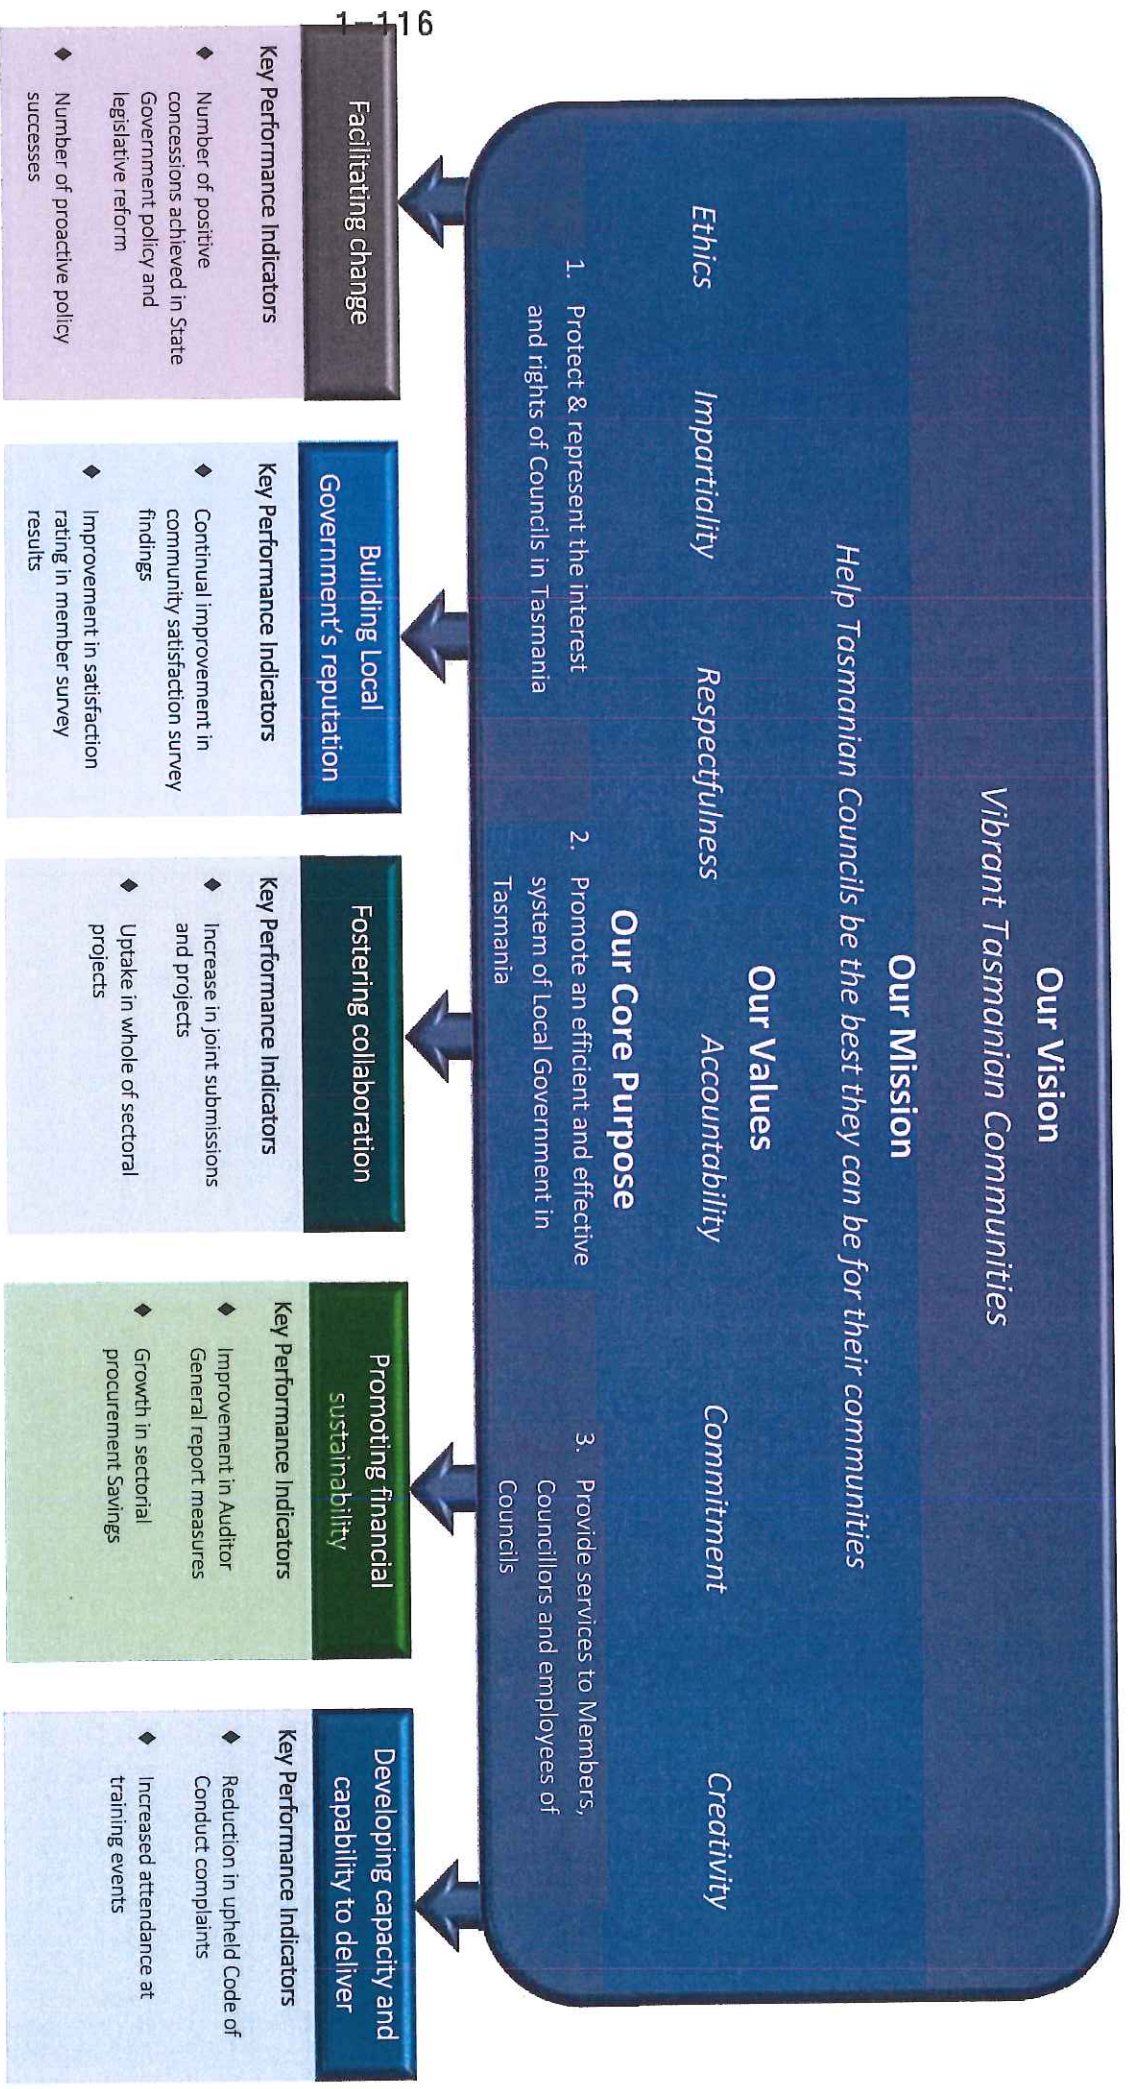 1-116
Our Vision
Vibrant Tasmanian Communities
Our Mission
Help Tasmanian Councils be the best they can be for their communities
Our Values
Ethics Impartiality Respectfulness Accountability Commitment Creativity
Our Core Purpose
1. Protect & represent the interest
and rights of Councils in Tasmania
2. Promote an efficient and effective
system of Local Government in
Tasmania
3. Provide services to Members,
Councillors and employees of
Councils
Facilitating change
Key Performance Indicators
♦ Number of positive
concessions achieved in State
Government policy and
legislative reform
♦ Number of proactive policy
successes
Building Local
Government's reputation
Key Performance Indicators
♦ Continual improvement in
community satisfaction survey
findings
♦ Improvement in satisfaction
rating in member survey
results
Fostering collaboration
Key Performance Indicators
♦ Increase in joint submissions
and projects
♦ Uptake in whole of sectoral
projects
Promoting financial
sustainability
Key Performance Indicators
♦ Improvement in Auditor
General report measures
♦ Growth in sectorial
procurement Savings
Developing capacity and
capability to deliver
Key Performance Indicators
♦ Reduction in upheld Code of
Conduct complaints
♦ Increased attendance at
training events